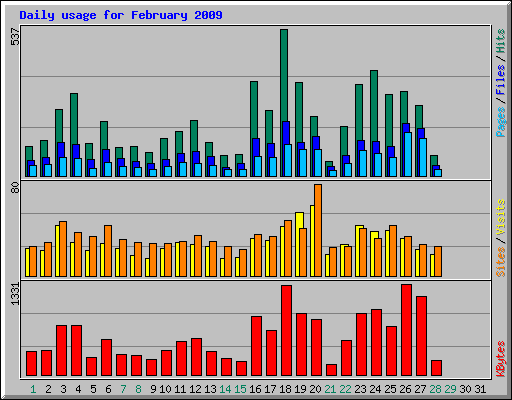 Daily usage for February 2009
537
80
1331
Pages / Files / Hits
Sites / Visits
KBytes
1 2 3 4 5 6 7 8 9 10 11 12 13 14 15 16 17 18 19 20 21 22 23 24 25 26 27 28 29 30 31